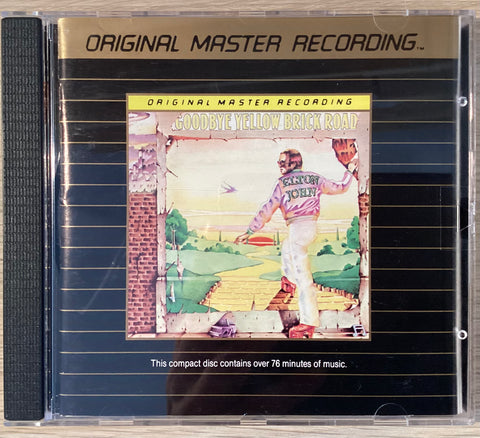 ORIGINAL MASTER RECORDING™
ORIGINAL MASTER RECORDING
GOODBYE YELLOW BRICK ROAD
ELTON
JOHN
This compact disc contains over 76 minutes of music.